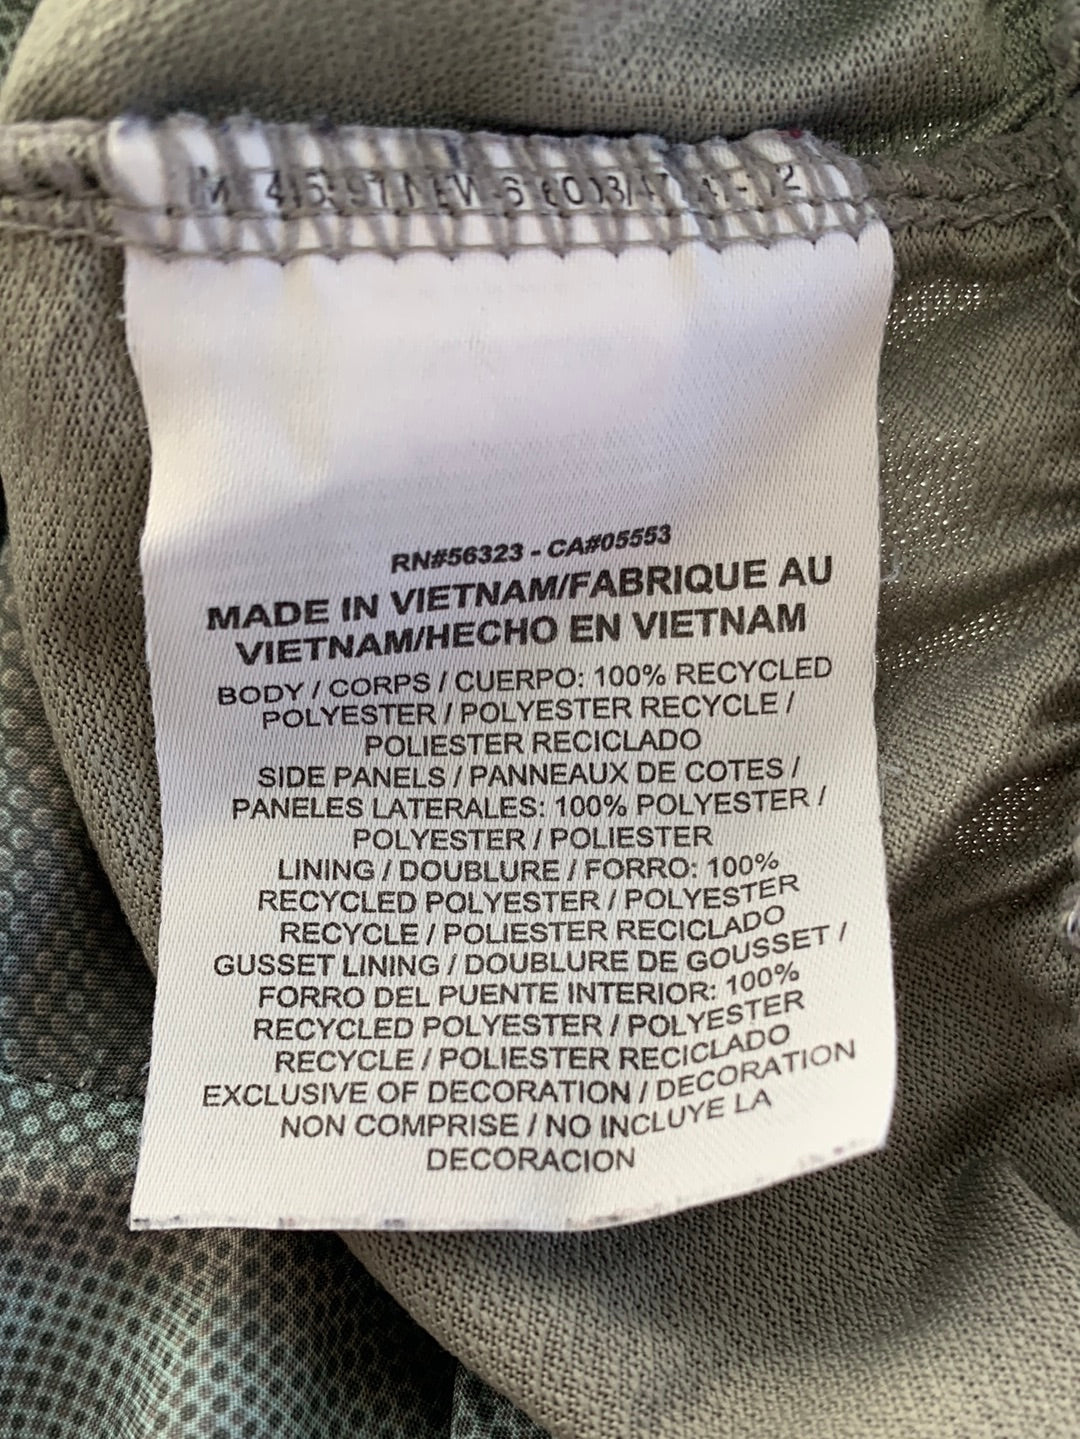 RN#56323 - CA#05553
MADE IN VIETNAM/FABRIQUE AU
VIETNAM/HECHO EN VIETNAM
BODY / CORPS / CUERPO: 100% RECYCLED
POLYESTER / POLYESTER RECYCLE /
POLIESTER RECICLADO
SIDE PANELS / PANNEAUX DE COTES /
PANELES LATERALES: 100% POLYESTER /
POLYESTER / POLIESTER
LINING / DOUBLURE / FORRO: 100%
RECYCLED POLYESTER / POLYESTER
RECYCLE / POLIESTER RECICLADO
GUSSET LINING / DOUBLURE DE GOUSSET /
FORRO DEL PUENTE INTERIOR: 100%
RECYCLED POLYESTER / POLYESTER
RECYCLE / POLIESTER RECICLADO
EXCLUSIVE OF DECORATION / DECORATION
NON COMPRISE / NO INCLUYE LA
DECORACION